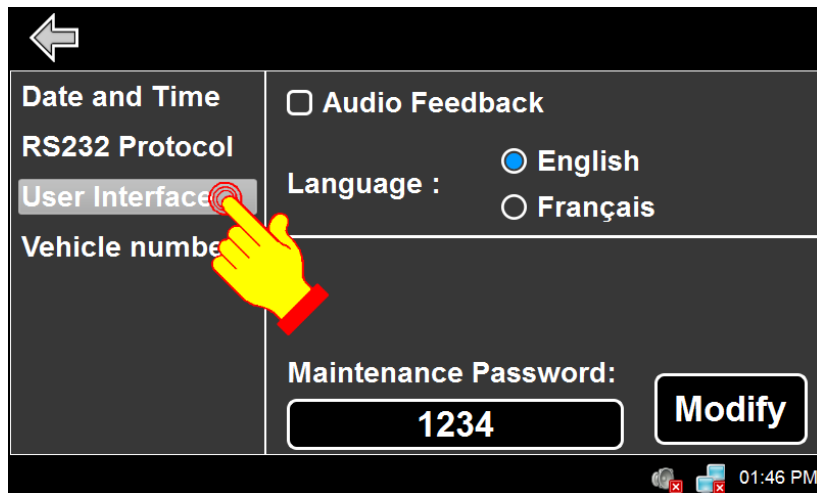 Date and Time
RS232 Protocol
User Interface
Vehicle number
Audio Feedback
Language :
English
Français
Maintenance Password:
1234
Modify
01:46 PM